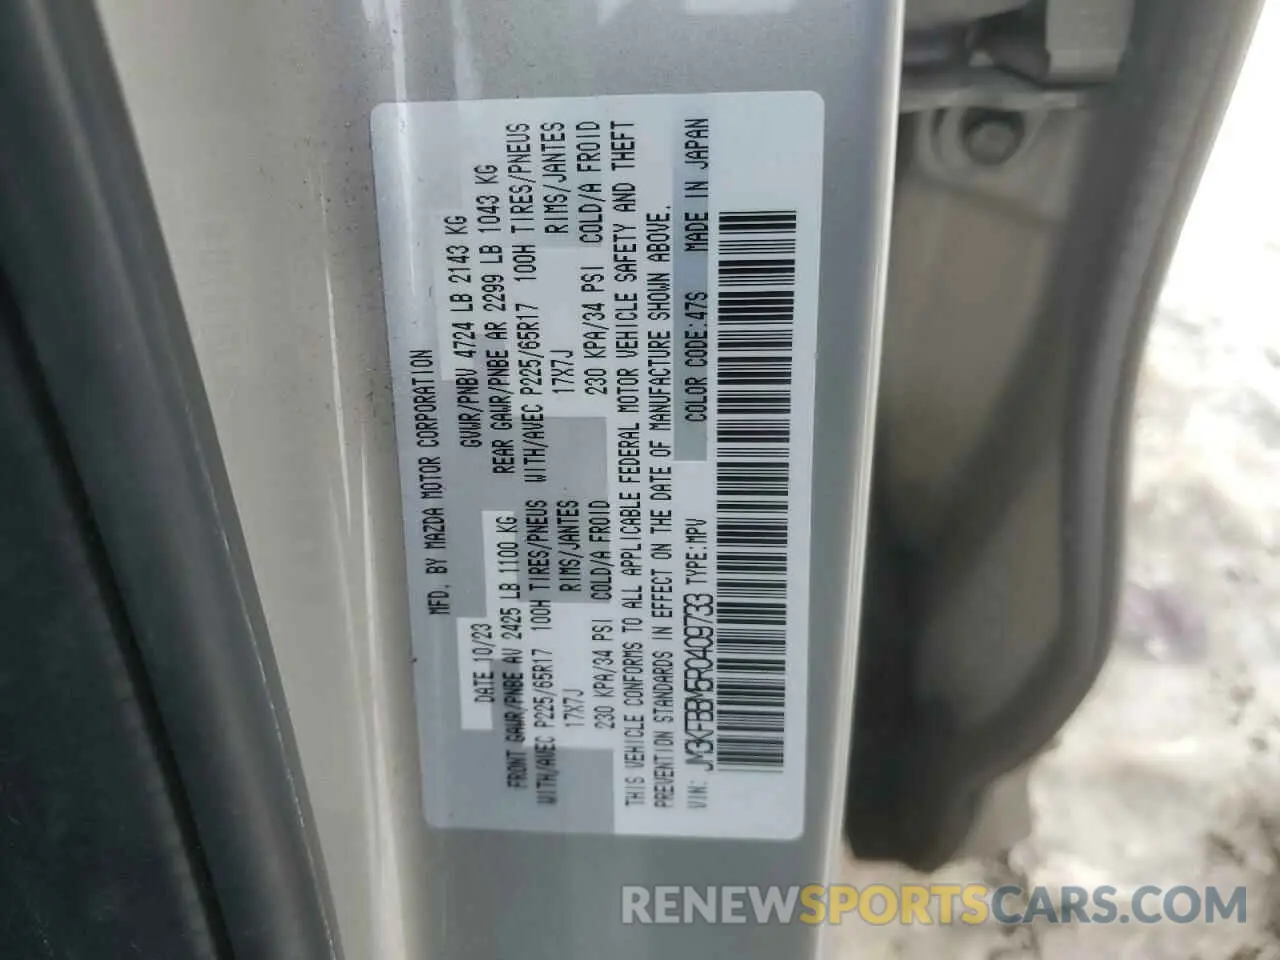 MFD. BY MAZDA MOTOR CORPORATION
DATE 10/23 GVWR/PNBV 4724 LB 2143 KG
FRONT GAWR/PNBE AV 2425 LB 1100 KG REAR GAWR/PNBE AR 2299 LB 1043 KG
WITH/AVEC P225/65R17 100H TIRES/PNEUS WITH/AVEC P225/65R17 100H TIRES/PNEUS
17X7J RIMS/JANTES 17X7J RIMS/JANTES
230 KPA/34 PSI COLD/A FROID 230 KPA/34 PSI COLD/A FROID
THIS VEHICLE CONFORMS TO ALL APPLICABLE FEDERAL MOTOR VEHICLE SAFETY AND THEFT
PREVENTION STANDARDS IN EFFECT ON THE DATE OF MANUFACTURE SHOWN ABOVE.
VIN: JM3KFBBM5R0409733 TYPE:MPV COLOR CODE:47S MADE IN JAPAN
RENEWSPORTSCARS.COM